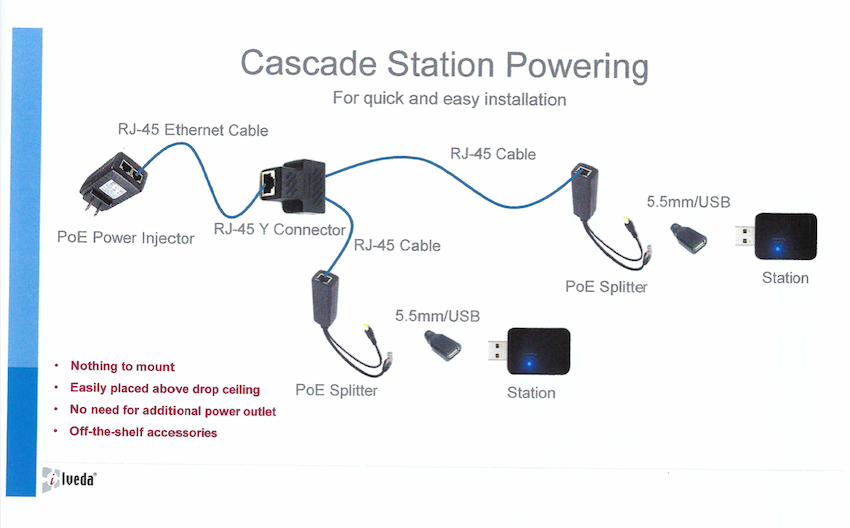 Cascade Station Powering
For quick and easy installation
RJ-45 Ethernet Cable
RJ-45 Cable
5.5mm/USB
PoE Power Injector
RJ-45 Y Connector
RJ-45 Cable
PoE Splitter
Station
5.5mm/USB
PoE Splitter
Station
• Nothing to mount
• Easily placed above drop ceiling
• No need for additional power outlet
• Off-the-shelf accessories
iveda®